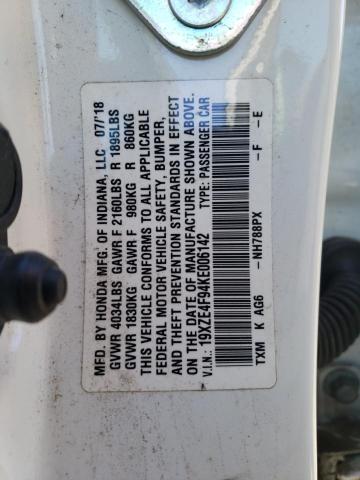 MFD. BY HONDA MFG. OF INDIANA, LLC 07/'18
GVWR 4034LBS GAWR F 2160LBS R 1895LBS
GVWR 1830KG GAWR F 980KG R 860KG
THIS VEHICLE CONFORMS TO ALL APPLICABLE
FEDERAL MOTOR VEHICLE SAFETY, BUMPER,
AND THEFT PREVENTION STANDARDS IN EFFECT
ON THE DATE OF MANUFACTURE SHOWN ABOVE.
V.I.N.: 19XZE4F94KE006142 TYPE: PASSENGER CAR
TXM K AG6 - NH788PX - F - E